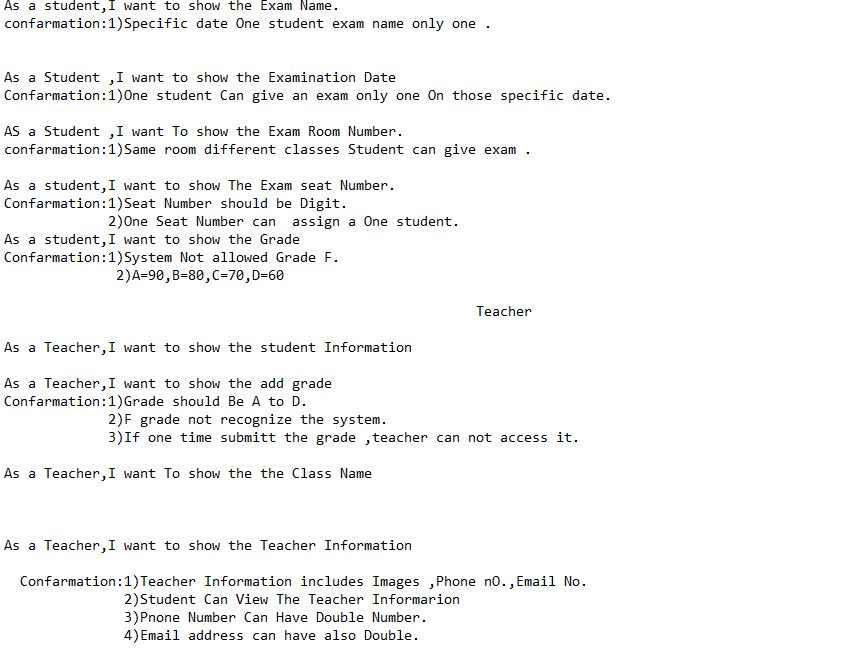 As a student,I want to show the Exam Name.
confarmation:1)Specific date One student exam name only one .
As a Student ,I want to show the Examination Date
Confarmation:1)One student Can give an exam only one On those specific date.
AS a Student ,I want To show the Exam Room Number.
confarmation:1)Same room different classes Student can give exam .
As a student,I want to show The Exam seat Number.
Confarmation:1)Seat Number should be Digit.
2)One Seat Number can  assign a One student.
As a student,I want to show the Grade
Confarmation:1)System Not allowed Grade F.
2)A=90,B=80,C=70,D=60
Teacher
As a Teacher,I want to show the student Information
As a Teacher,I want to show the add grade
Confarmation:1)Grade should Be A to D.
2)F grade not recognize the system.
3)If one time submitt the grade ,teacher can not access it.
As a Teacher,I want To show the the Class Name
As a Teacher,I want to show the Teacher Information
Confarmation:1)Teacher Information includes Images ,Phone nO.,Email No.
2)Student Can View The Teacher Informarion
3)Pnone Number Can Have Double Number.
4)Email address can have also Double.